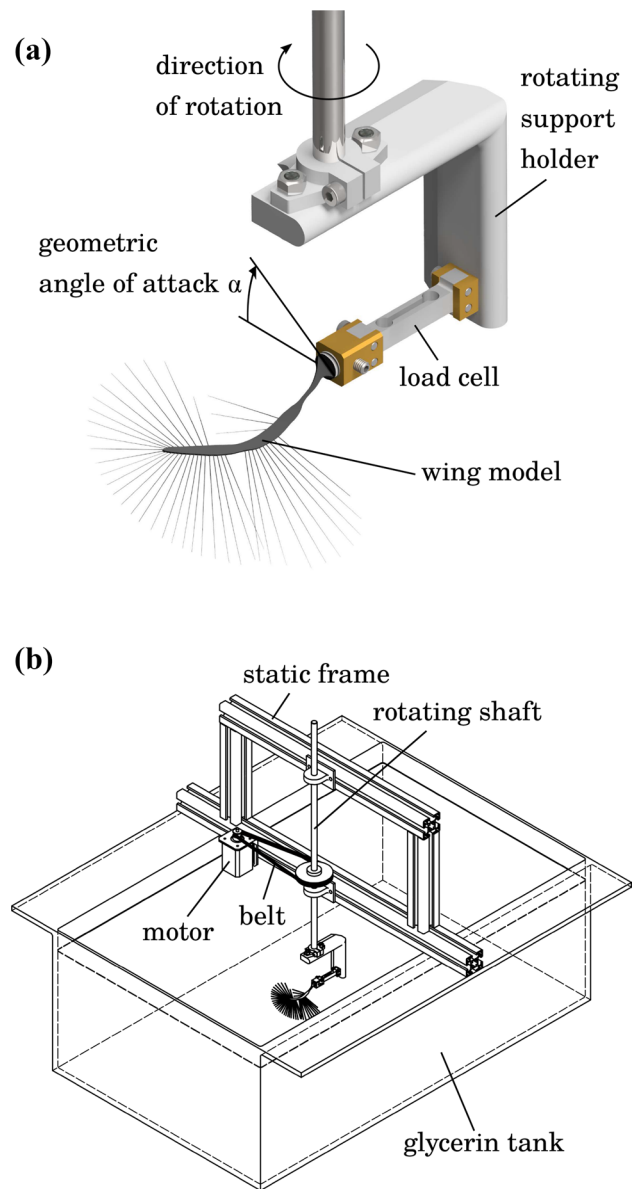 (a)
direction
of rotation
rotating
support
holder
geometric
angle of attack α
load cell
wing model
(b)
static frame
rotating shaft
motor
belt
glycerin tank